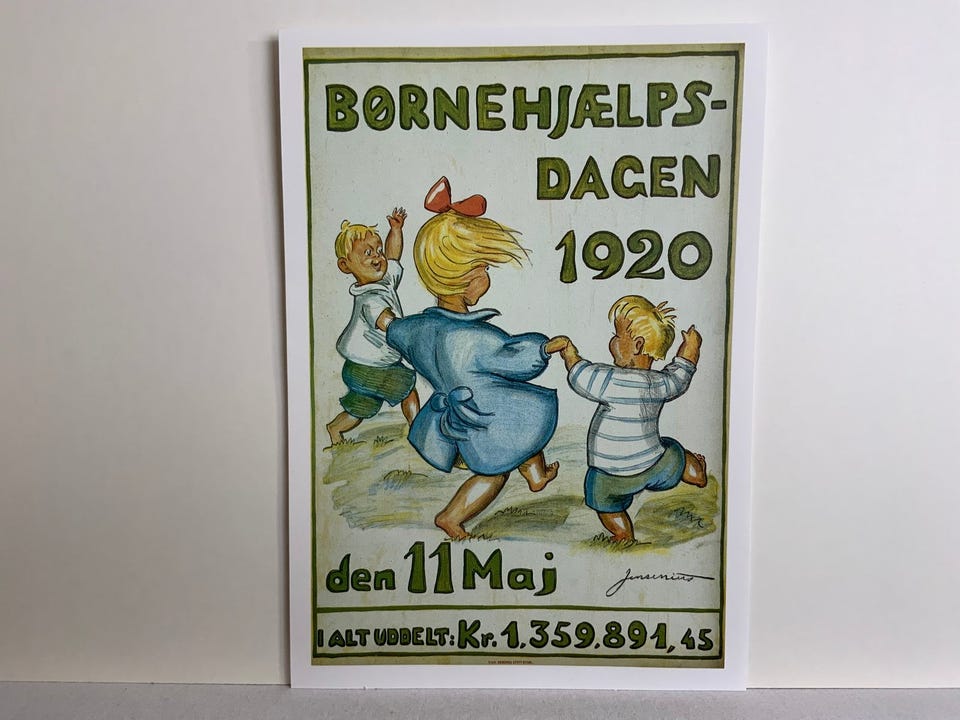 BØRNEHJÆLPS-
DAGEN
1920
den 11 Maj
Jensenius
I ALT UDDELT: Kr. 1,359,891,45